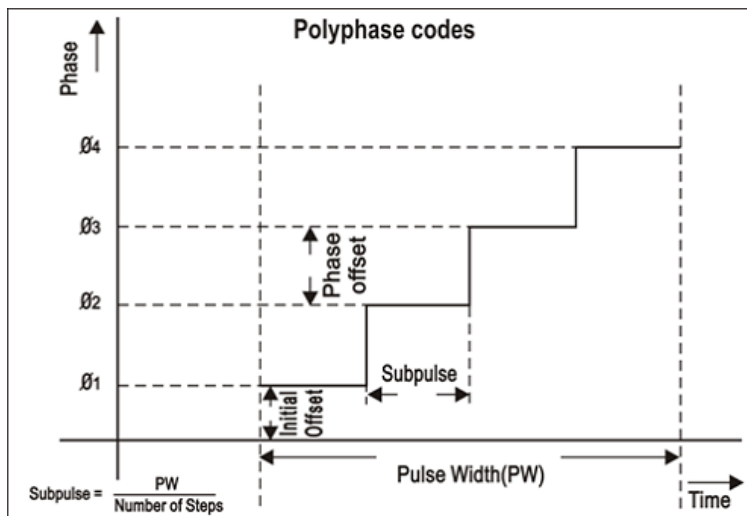 Polyphase codes
Phase
Ø4
Ø3
Phase
offset
Ø2
Ø1
Subpulse
Initial
Offset
Pulse Width(PW)
Time
Subpulse = PW
Number of Steps